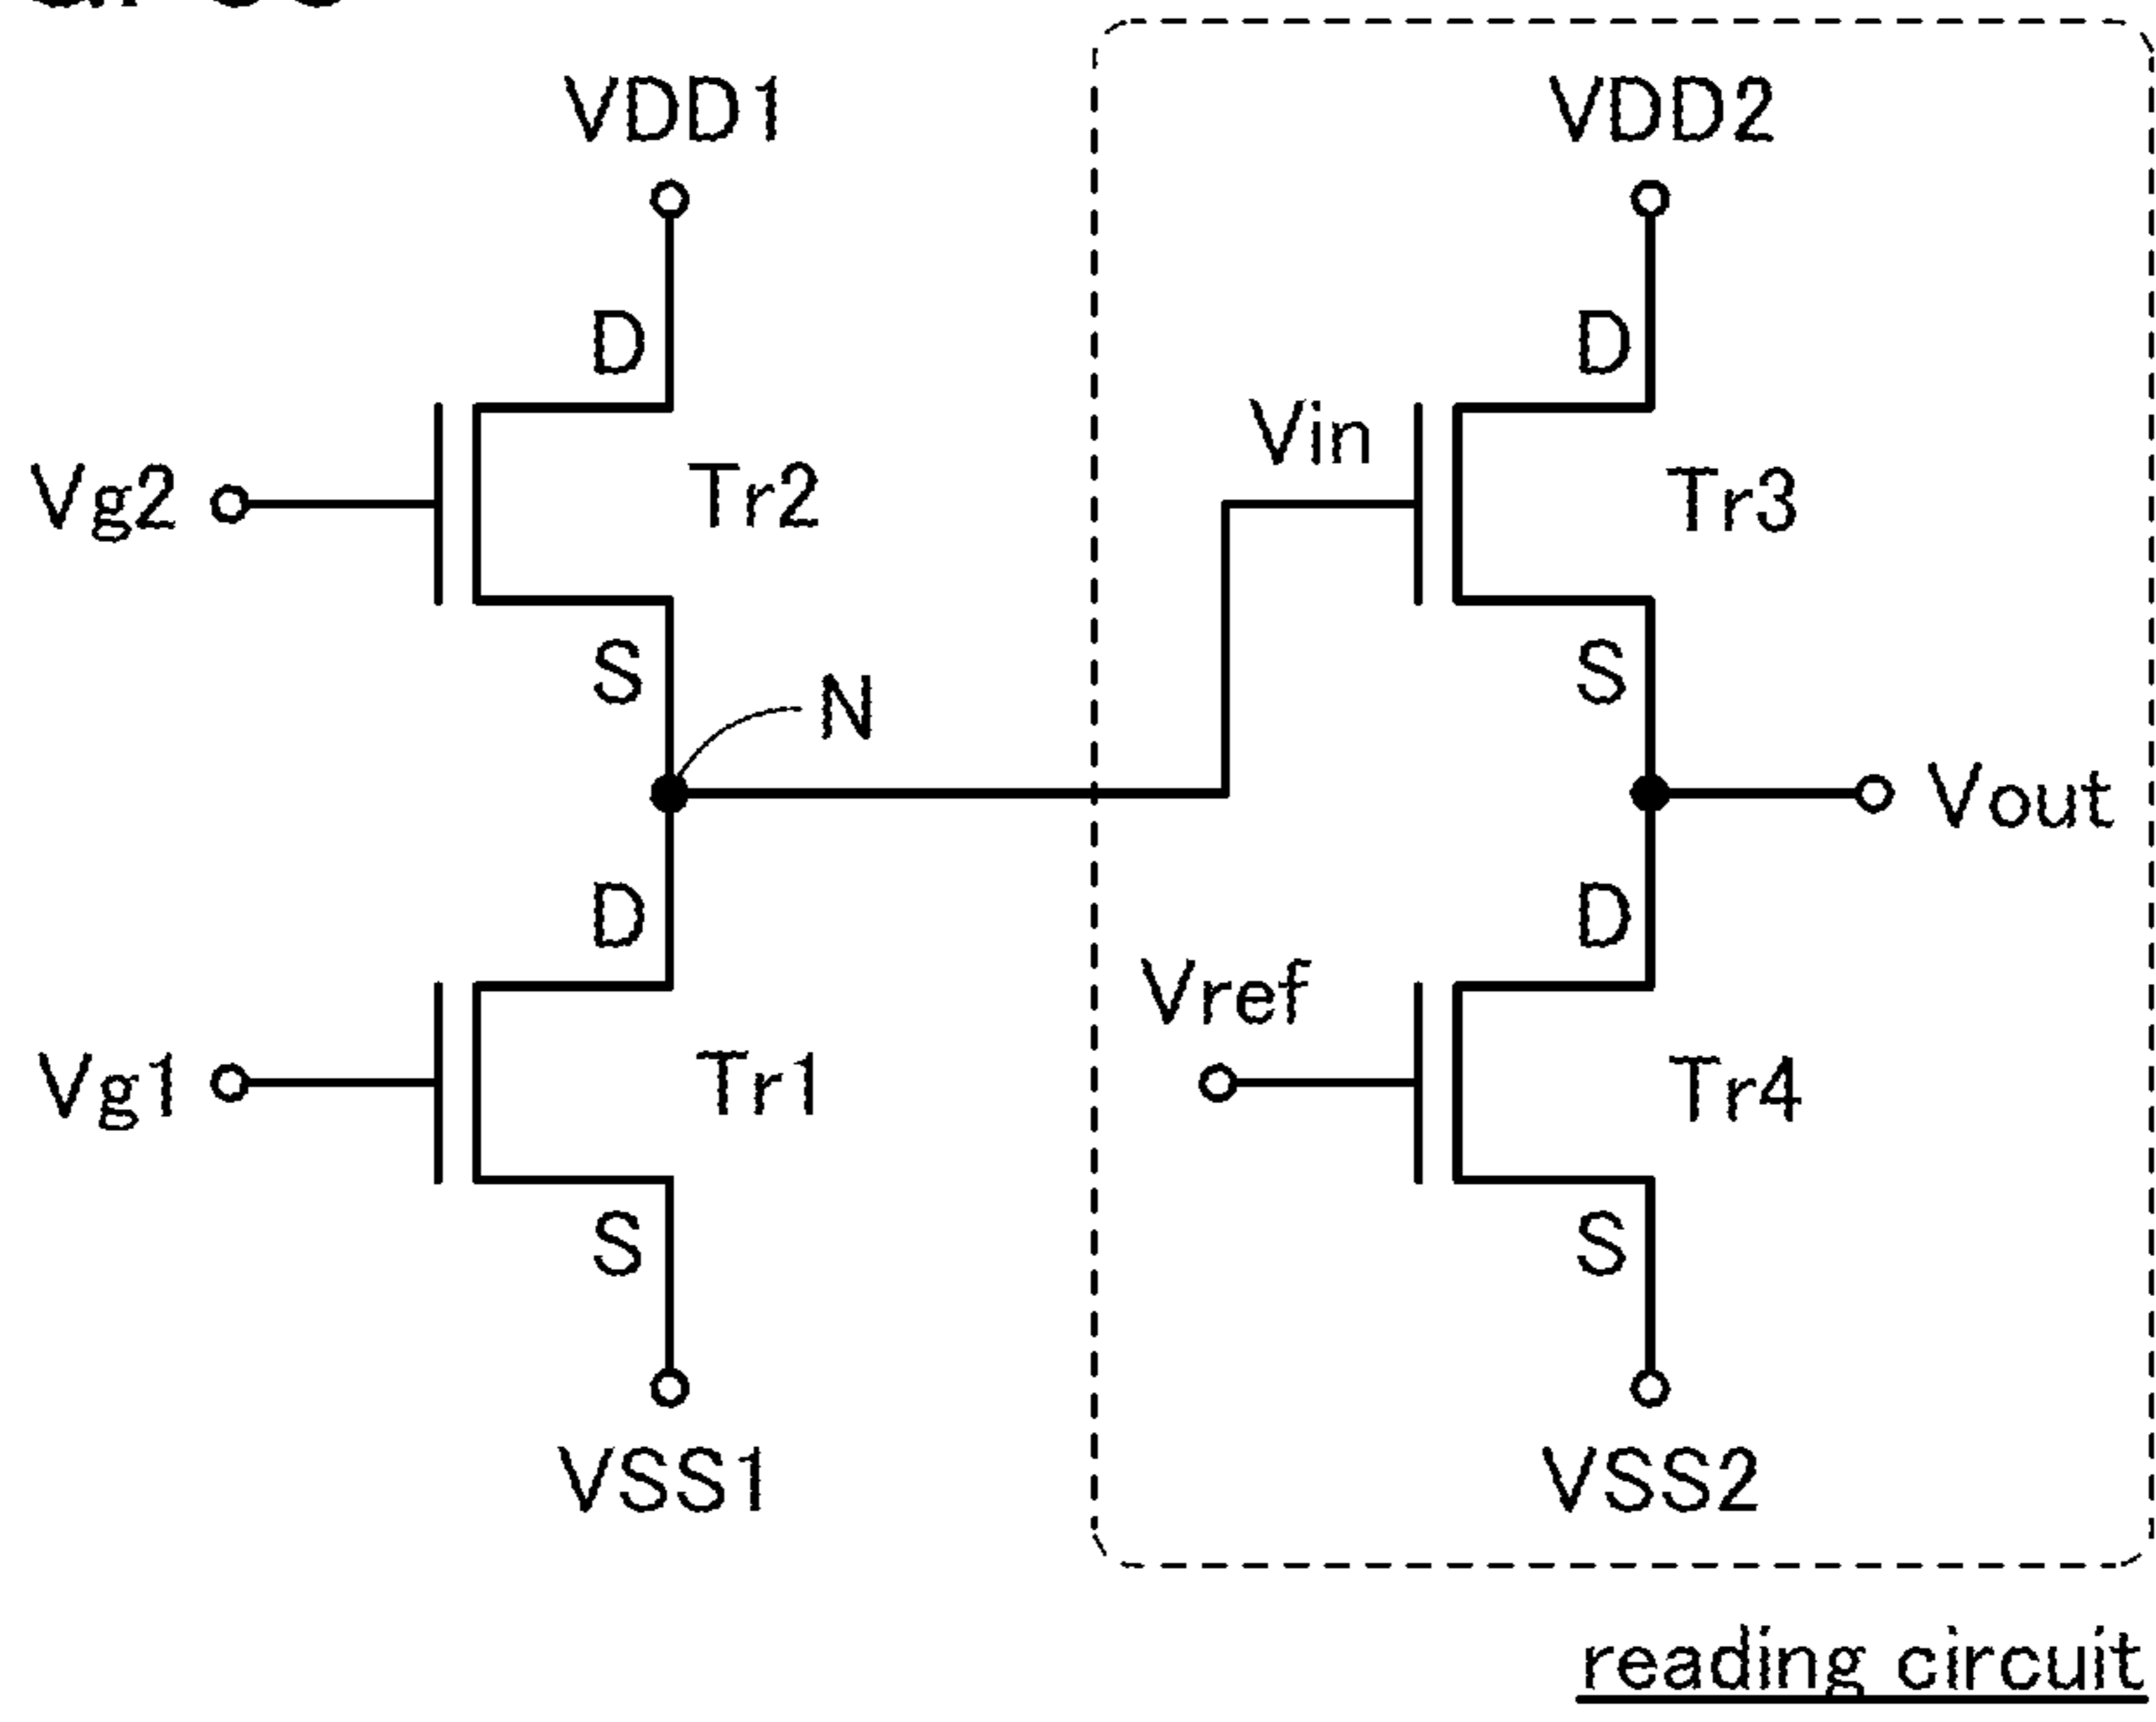 VDD1
VDD2
D
D
Vin
Vg2
Tr2
Tr3
S
S
N
Vout
D
D
Vref
Vg1
Tr1
Tr4
S
S
VSS1
VSS2
reading circuit